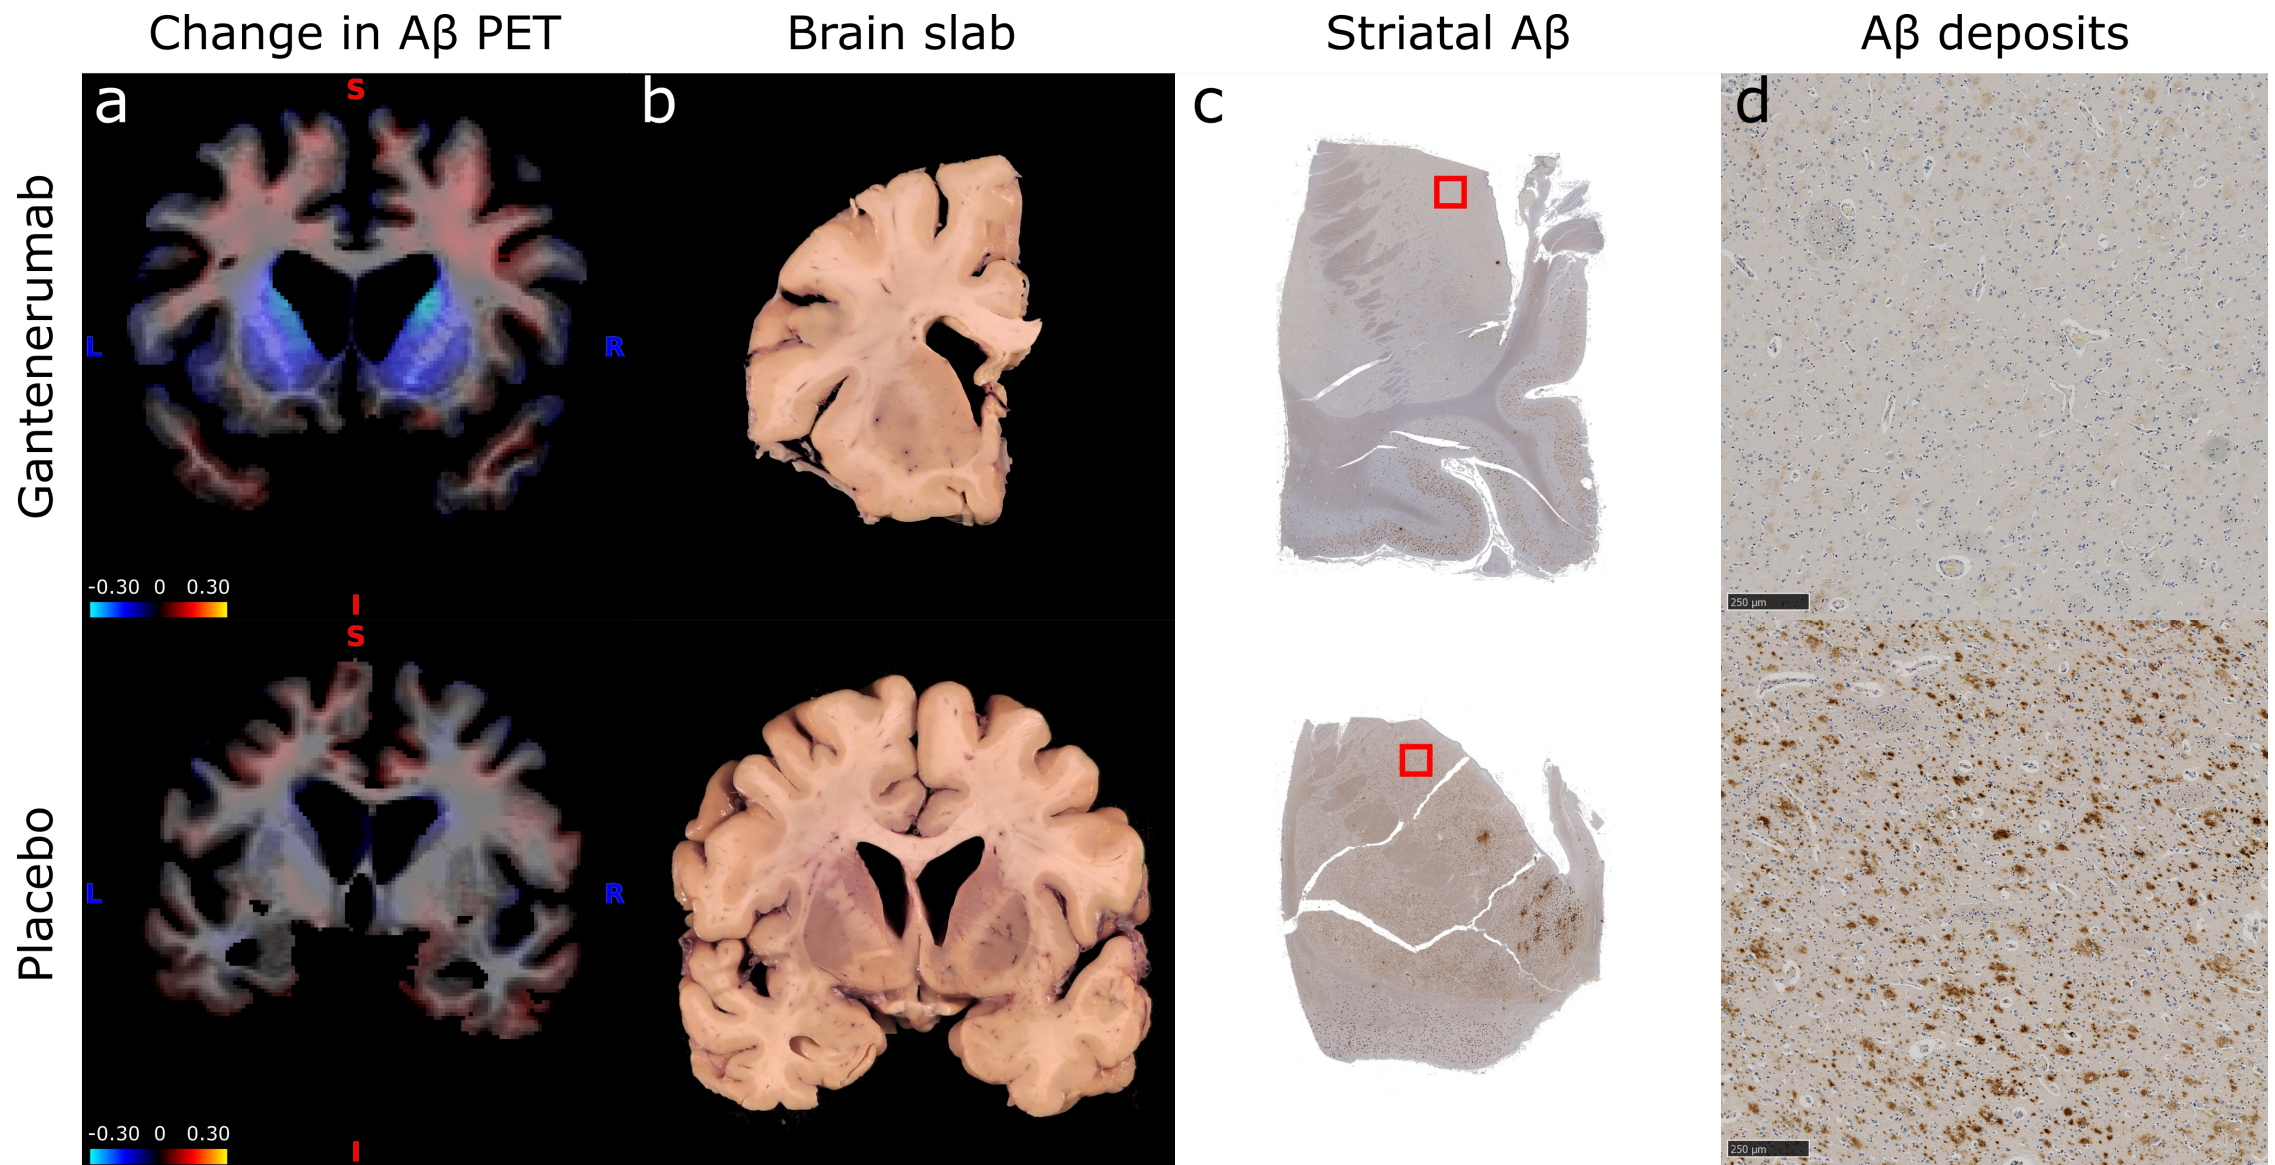 Change in Aβ PET
Brain slab
Striatal Aβ
Aβ deposits
Gantenerumab
a
S
L
R
-0.30 0 0.30
I
b
c
d
250 µm
Placebo
S
L
R
-0.30 0 0.30
I
250 µm